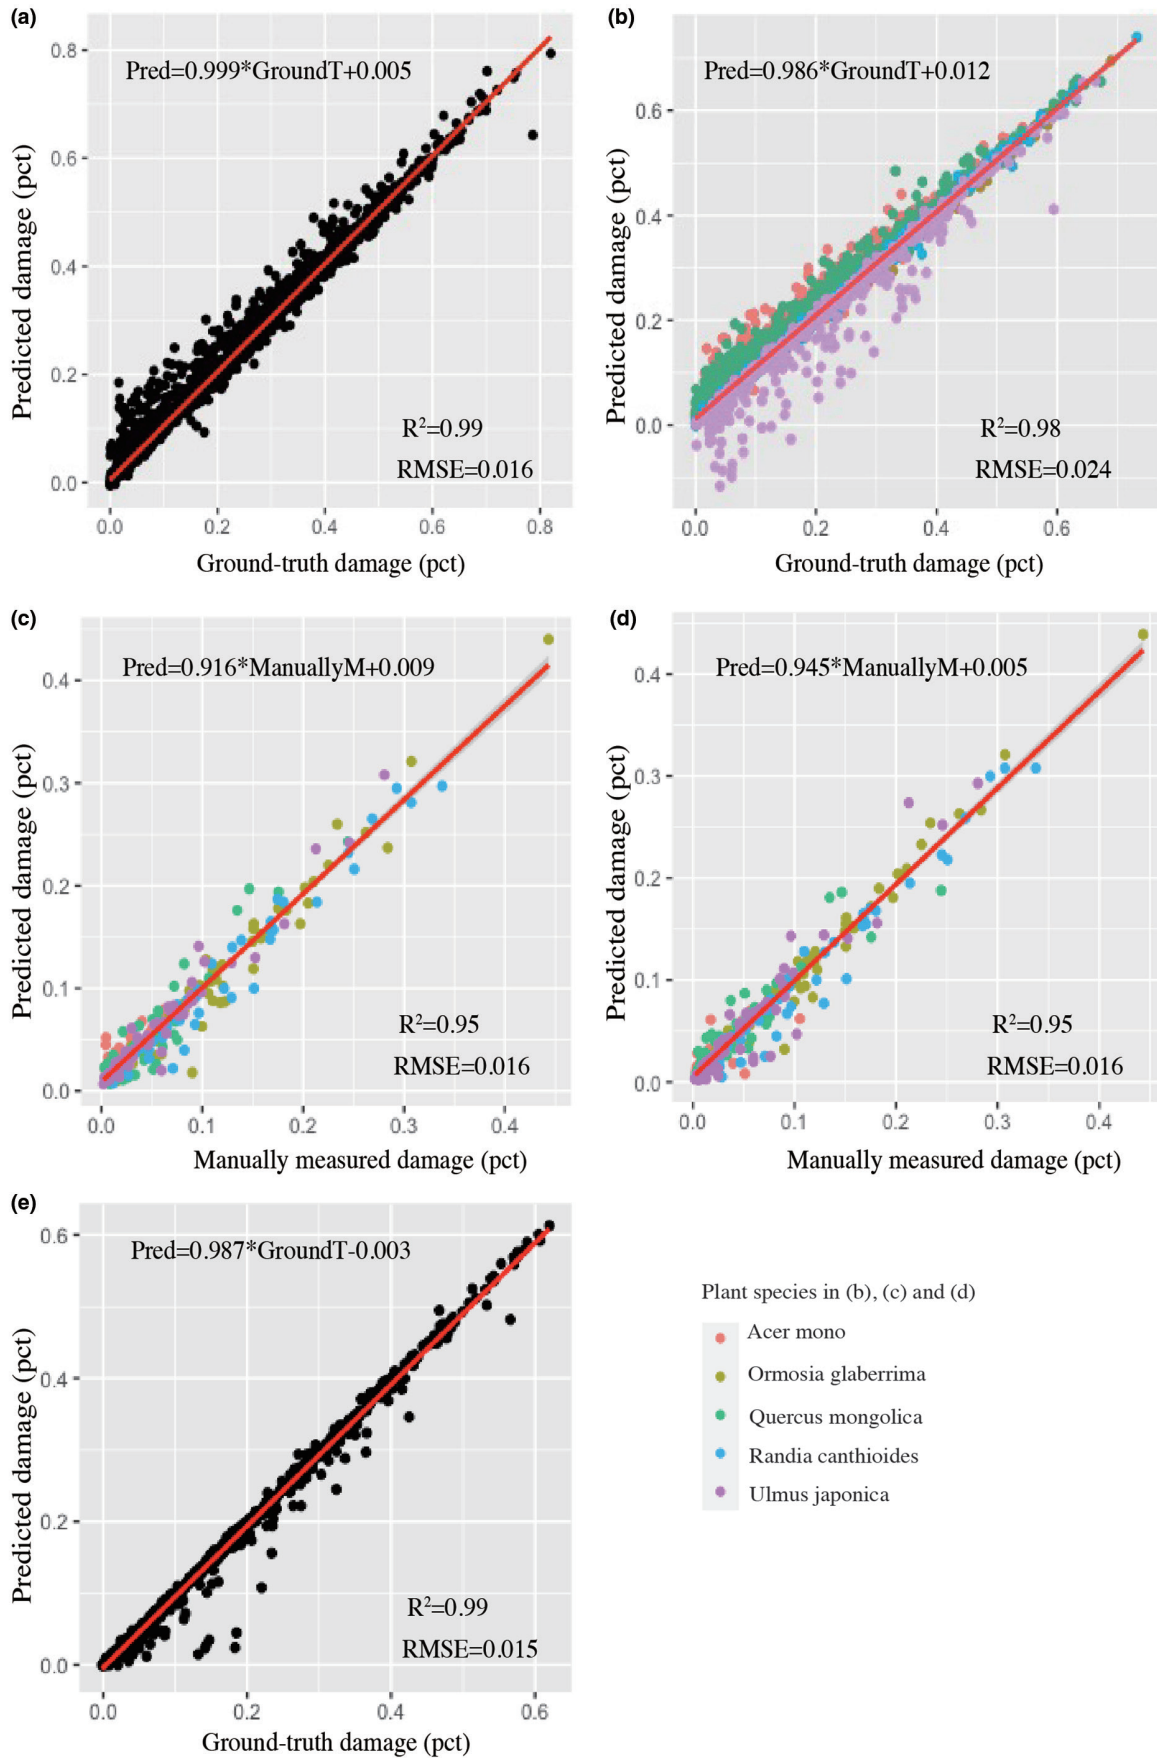 (a)
Pred=0.999*GroundT+0.005
0.8
0.6
0.4
0.2
0.0
Predicted damage (pct)
R²=0.99
RMSE=0.016
0.0 0.2 0.4 0.6 0.8
Ground-truth damage (pct)
(b)
Pred=0.986*GroundT+0.012
0.6
0.4
0.2
0.0
Predicted damage (pct)
R²=0.98
RMSE=0.024
0.0 0.2 0.4 0.6
Ground-truth damage (pct)
(c)
Pred=0.916*ManuallyM+0.009
0.4
0.3
0.2
0.1
0.0
Predicted damage (pct)
R²=0.95
RMSE=0.016
0.0 0.1 0.2 0.3 0.4
Manually measured damage (pct)
(d)
Pred=0.945*ManuallyM+0.005
0.4
0.3
0.2
0.1
0.0
Predicted damage (pct)
R²=0.95
RMSE=0.016
0.0 0.1 0.2 0.3 0.4
Manually measured damage (pct)
(e)
Pred=0.987*GroundT-0.003
0.6
0.4
0.2
0.0
Predicted damage (pct)
R²=0.99
RMSE=0.015
0.0 0.2 0.4 0.6
Ground-truth damage (pct)
Plant species in (b), (c) and (d)
Acer mono
Ormosia glaberrima
Quercus mongolica
Randia canthioides
Ulmus japonica